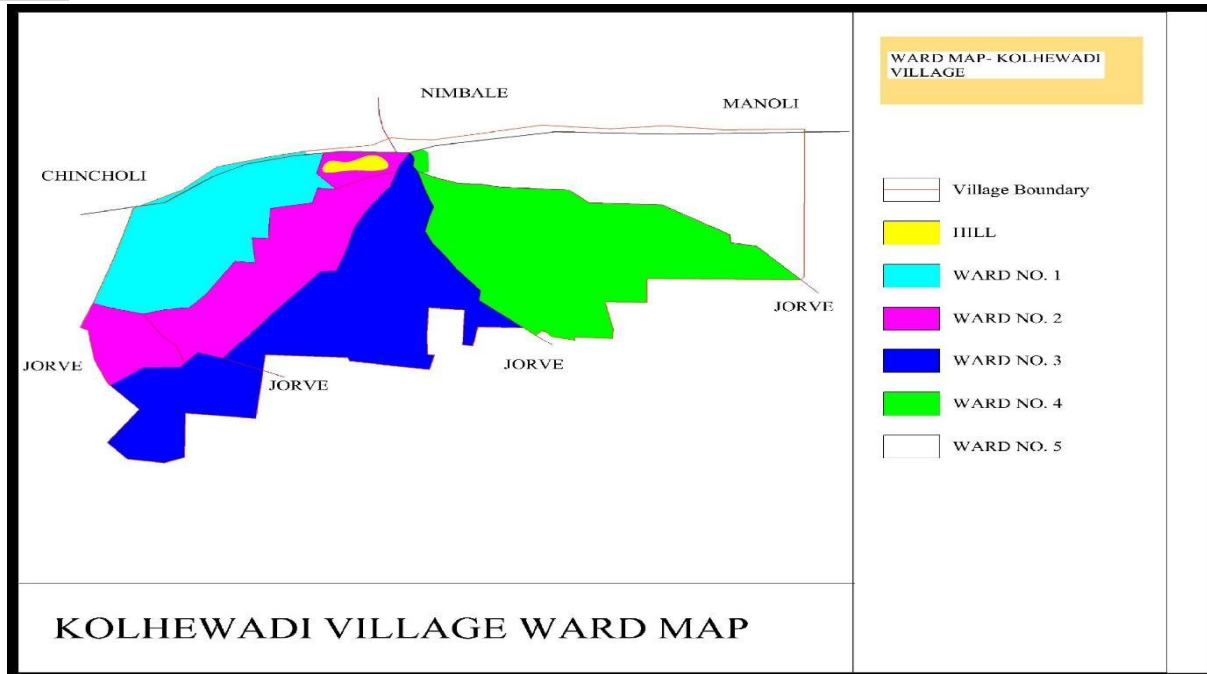 NIMBALE
MANOLI
CHINCHOLI
JORVE
JORVE
JORVE
JORVE
KOLHEWADI VILLAGE WARD MAP
WARD MAP- KOLHEWADI
VILLAGE
Village Boundary
HILL
WARD NO. 1
WARD NO. 2
WARD NO. 3
WARD NO. 4
WARD NO. 5